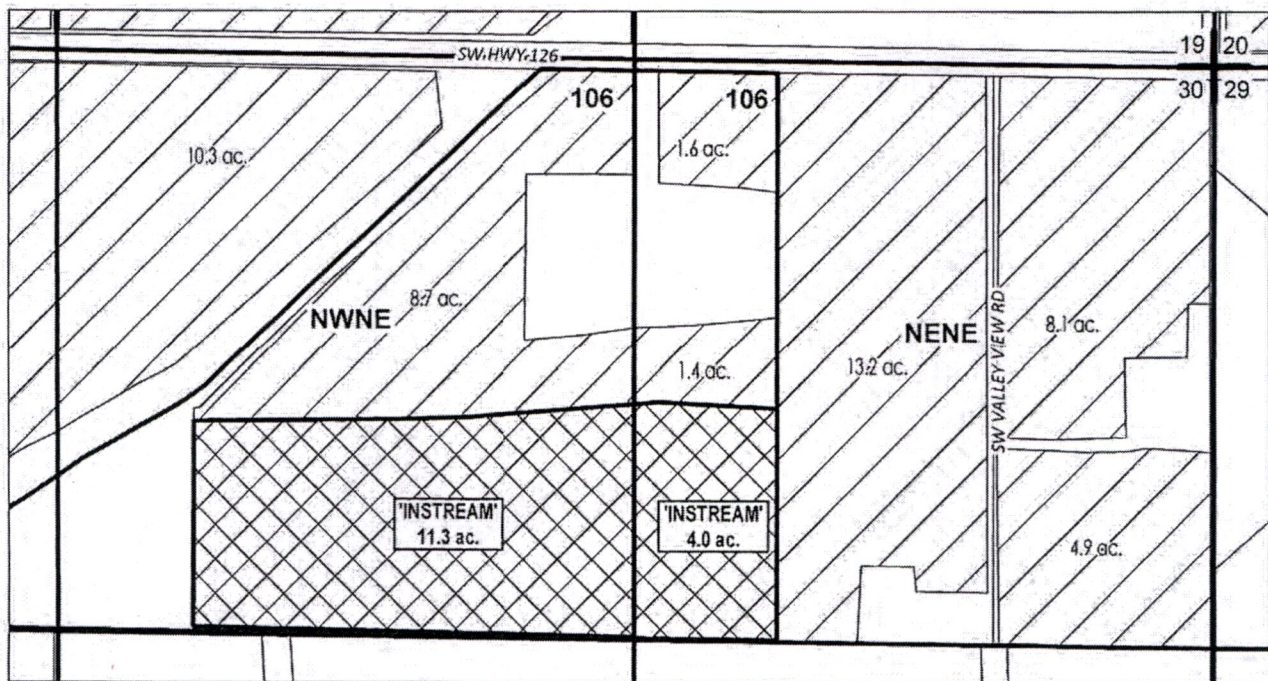 SW HWY 126
19 20
30 29
106
106
10.3 ac.
1.6 ac.
8.7 ac.
NWNE
NENE
8.1 ac.
1.4 ac.
13.2 ac.
SW VALLEY VIEW RD
'INSTREAM'
11.3 ac.
'INSTREAM'
4.0 ac.
4.9 ac.